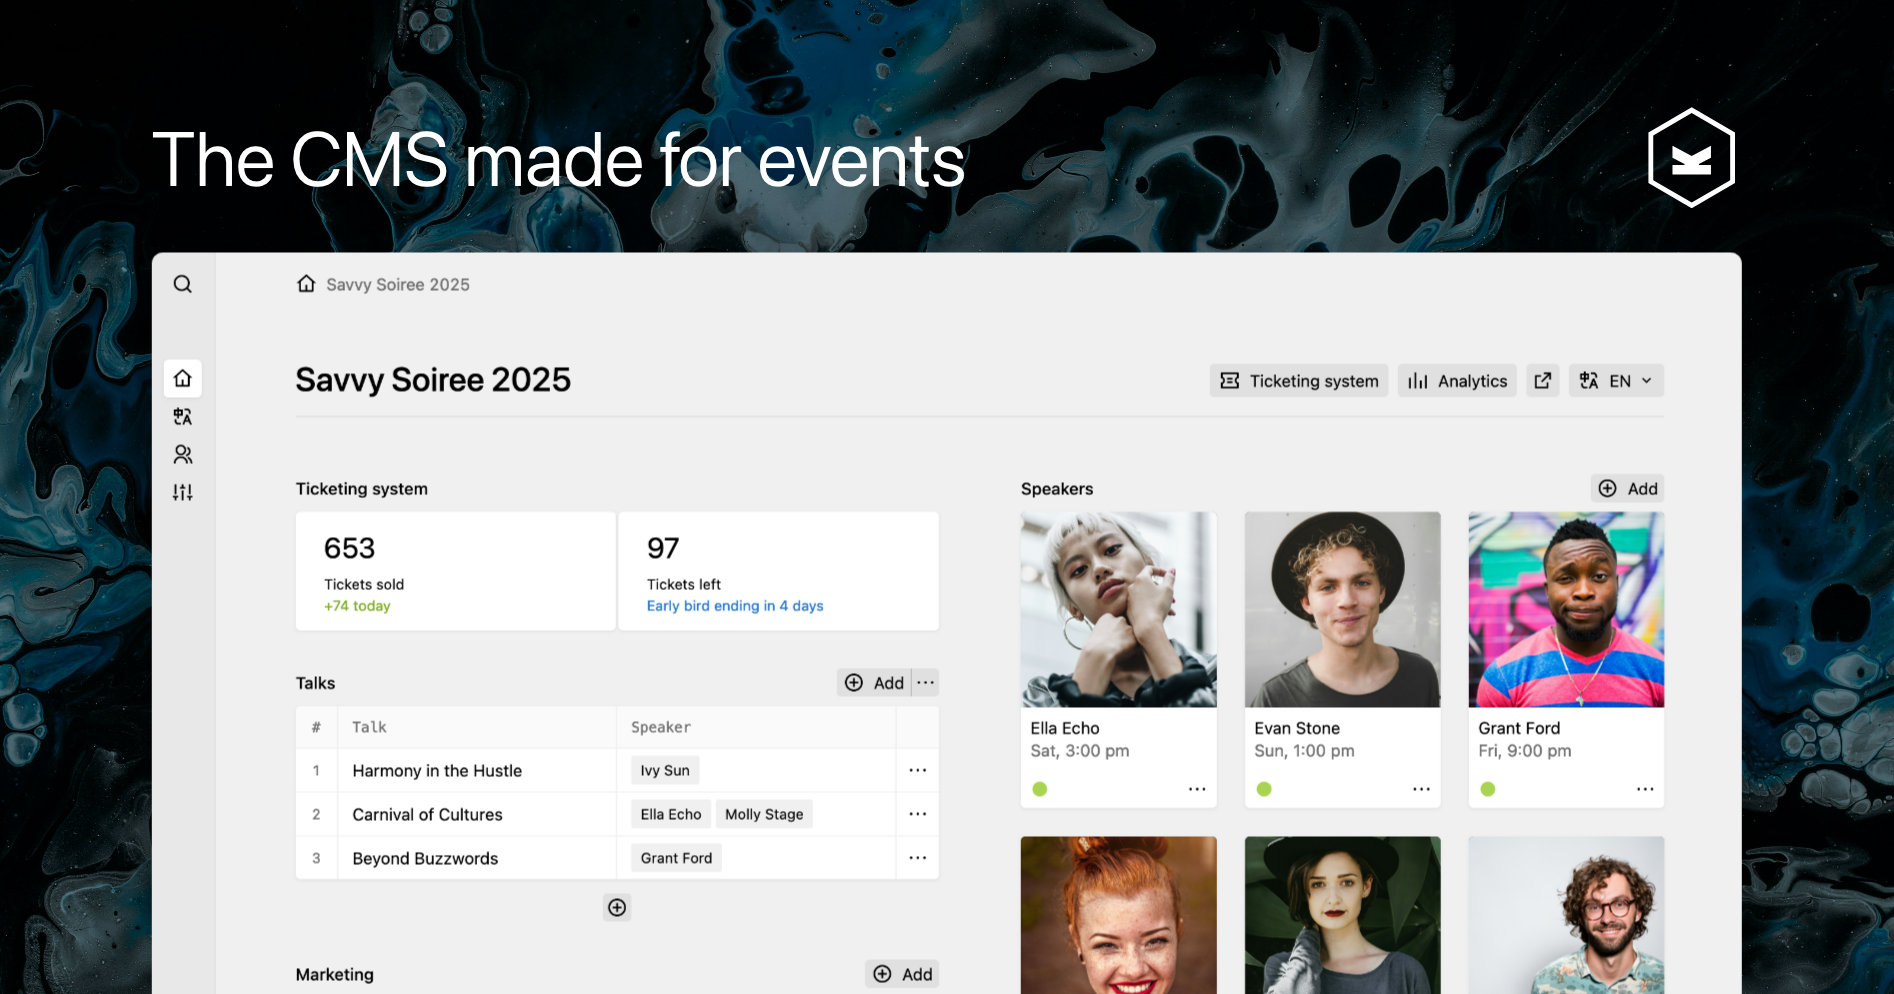 The CMS made for events
Savvy Soiree 2025
Savvy Soiree 2025
Ticketing system
Analytics
EN
Ticketing system
653
Tickets sold
+74 today
97
Tickets left
Early bird ending in 4 days
Talks
Add
# Talk Speaker
1 Harmony in the Hustle Ivy Sun
2 Carnival of Cultures Ella Echo Molly Stage
3 Beyond Buzzwords Grant Ford
Marketing
Add
Speakers
Add
Ella Echo
Sat, 3:00 pm
Evan Stone
Sun, 1:00 pm
Grant Ford
Fri, 9:00 pm